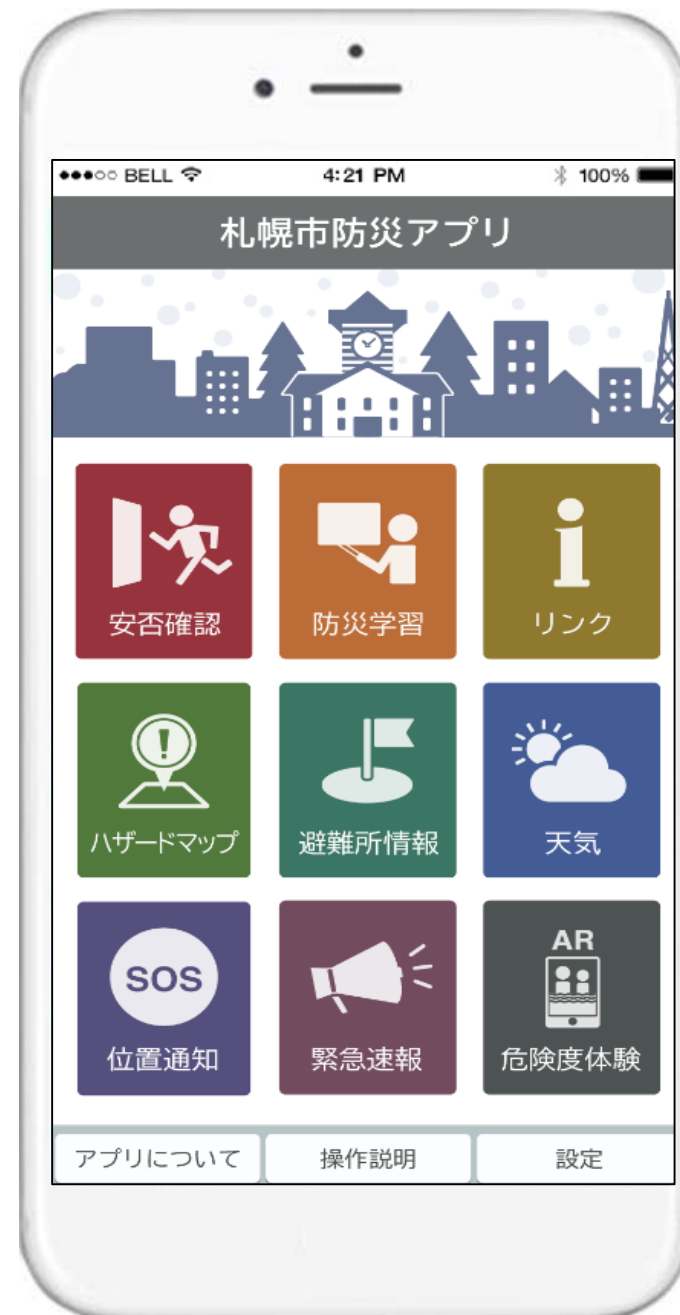 ●●●○○ BELL 4:21 PM 100%
札幌市防災アプリ
安否確認 防災学習 リンク
ハザードマップ 避難所情報 天気
AR
SOS
位置通知 緊急速報 危険度体験
アプリについて 操作説明 設定